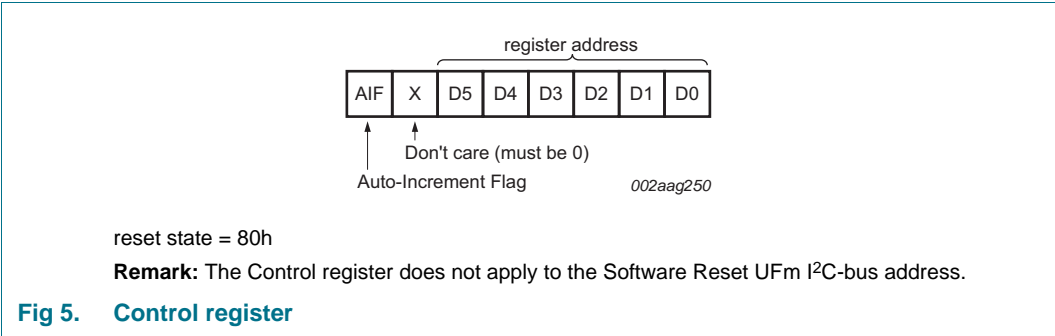 register address
AIF X D5 D4 D3 D2 D1 D0
Don't care (must be 0)
Auto-Increment Flag 002aag250
reset state = 80h
Remark: The Control register does not apply to the Software Reset UFm I²C-bus address.
Fig 5. Control register